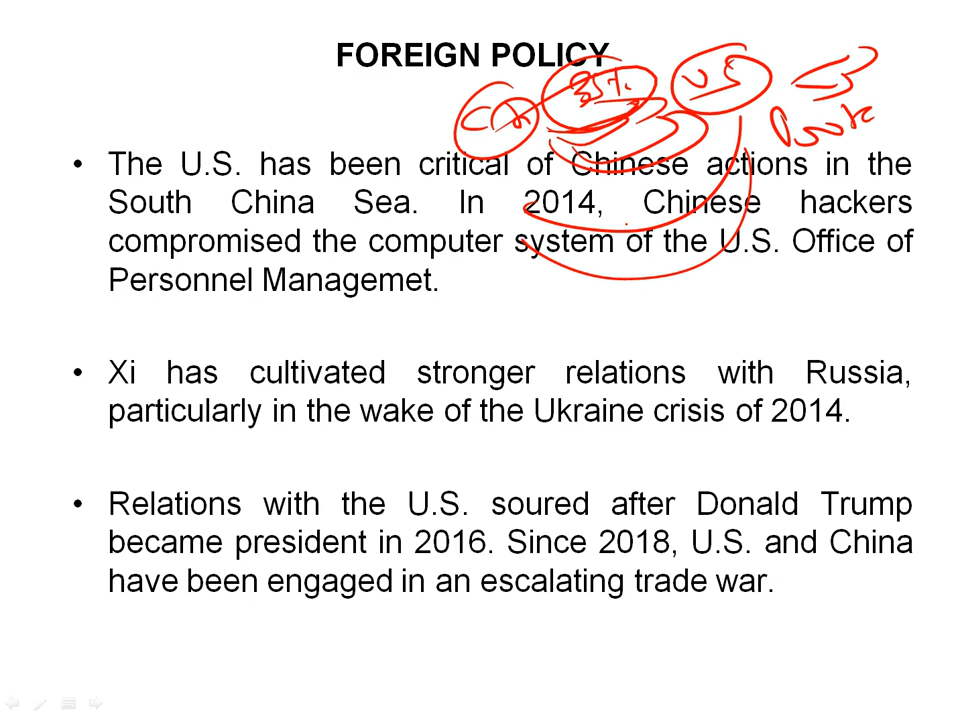 FOREIGN POLICY
US
• The U.S. has been critical of Chinese actions in the
South China Sea. In 2014, Chinese hackers
compromised the computer system of the U.S. Office of
Personnel Managemet.
• Xi has cultivated stronger relations with Russia,
particularly in the wake of the Ukraine crisis of 2014.
• Relations with the U.S. soured after Donald Trump
became president in 2016. Since 2018, U.S. and China
have been engaged in an escalating trade war.